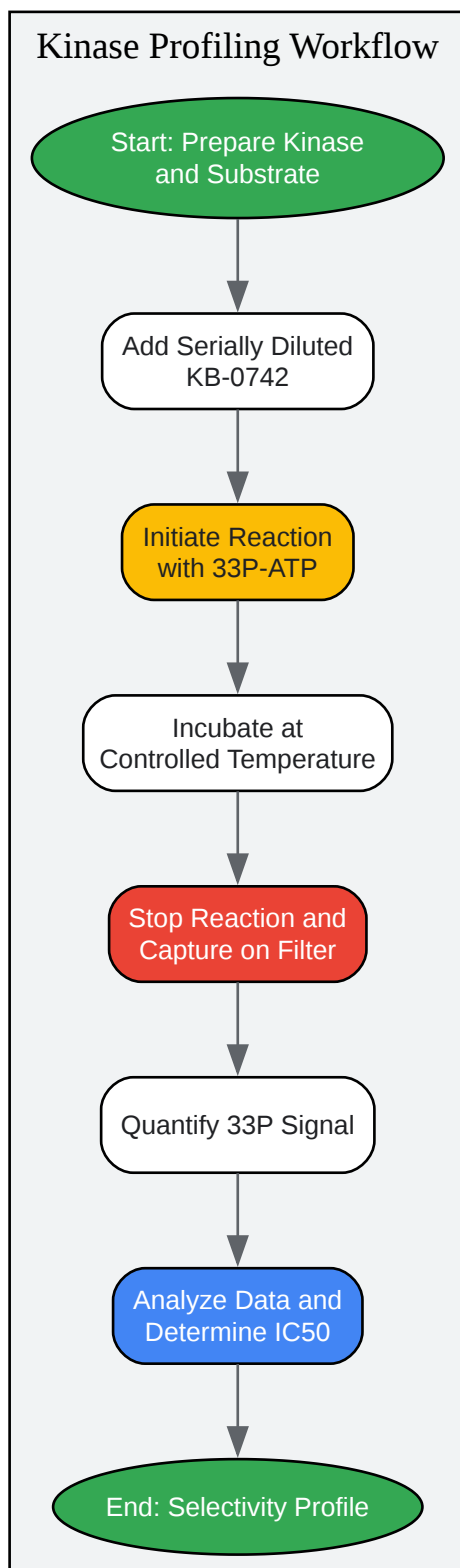 Kinase Profiling Workflow
Start: Prepare Kinase
and Substrate
Add Serially Diluted
KB-0742
Initiate Reaction
with 33P-ATP
Incubate at
Controlled Temperature
Stop Reaction and
Capture on Filter
Quantify 33P Signal
Analyze Data and
Determine IC50
End: Selectivity Profile